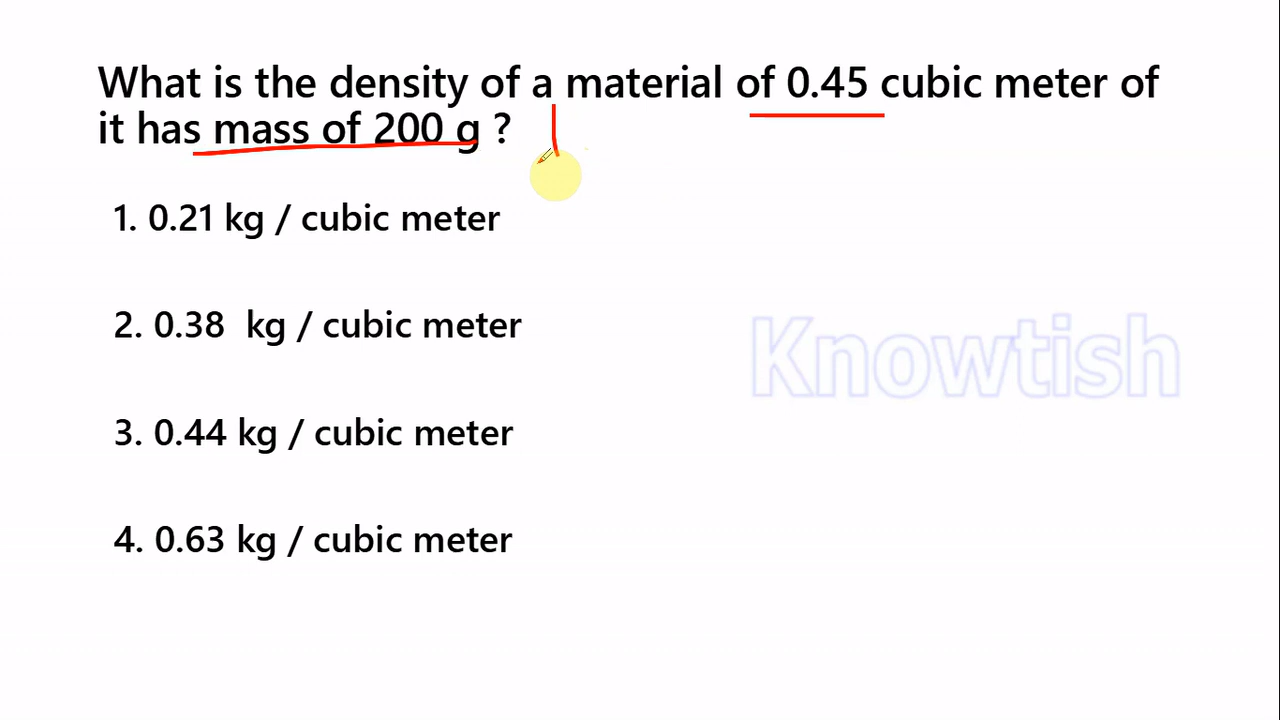 What is the density of a material of 0.45 cubic meter of
it has mass of 200 g ?
1. 0.21 kg / cubic meter
2. 0.38 kg / cubic meter
Knowtish
3. 0.44 kg / cubic meter
4. 0.63 kg / cubic meter